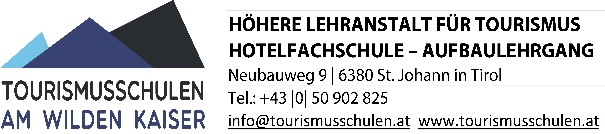 TOURISMUSSCHULEN
AM WILDEN KAISER
HÖHERE LEHRANSTALT FÜR TOURISMUS
HOTELFACHSCHULE – AUFBAULEHRGANG
Neubauweg 9 | 6380 St. Johann in Tirol
Tel.: +43 |0| 50 902 825
info@tourismusschulen.at www.tourismusschulen.at